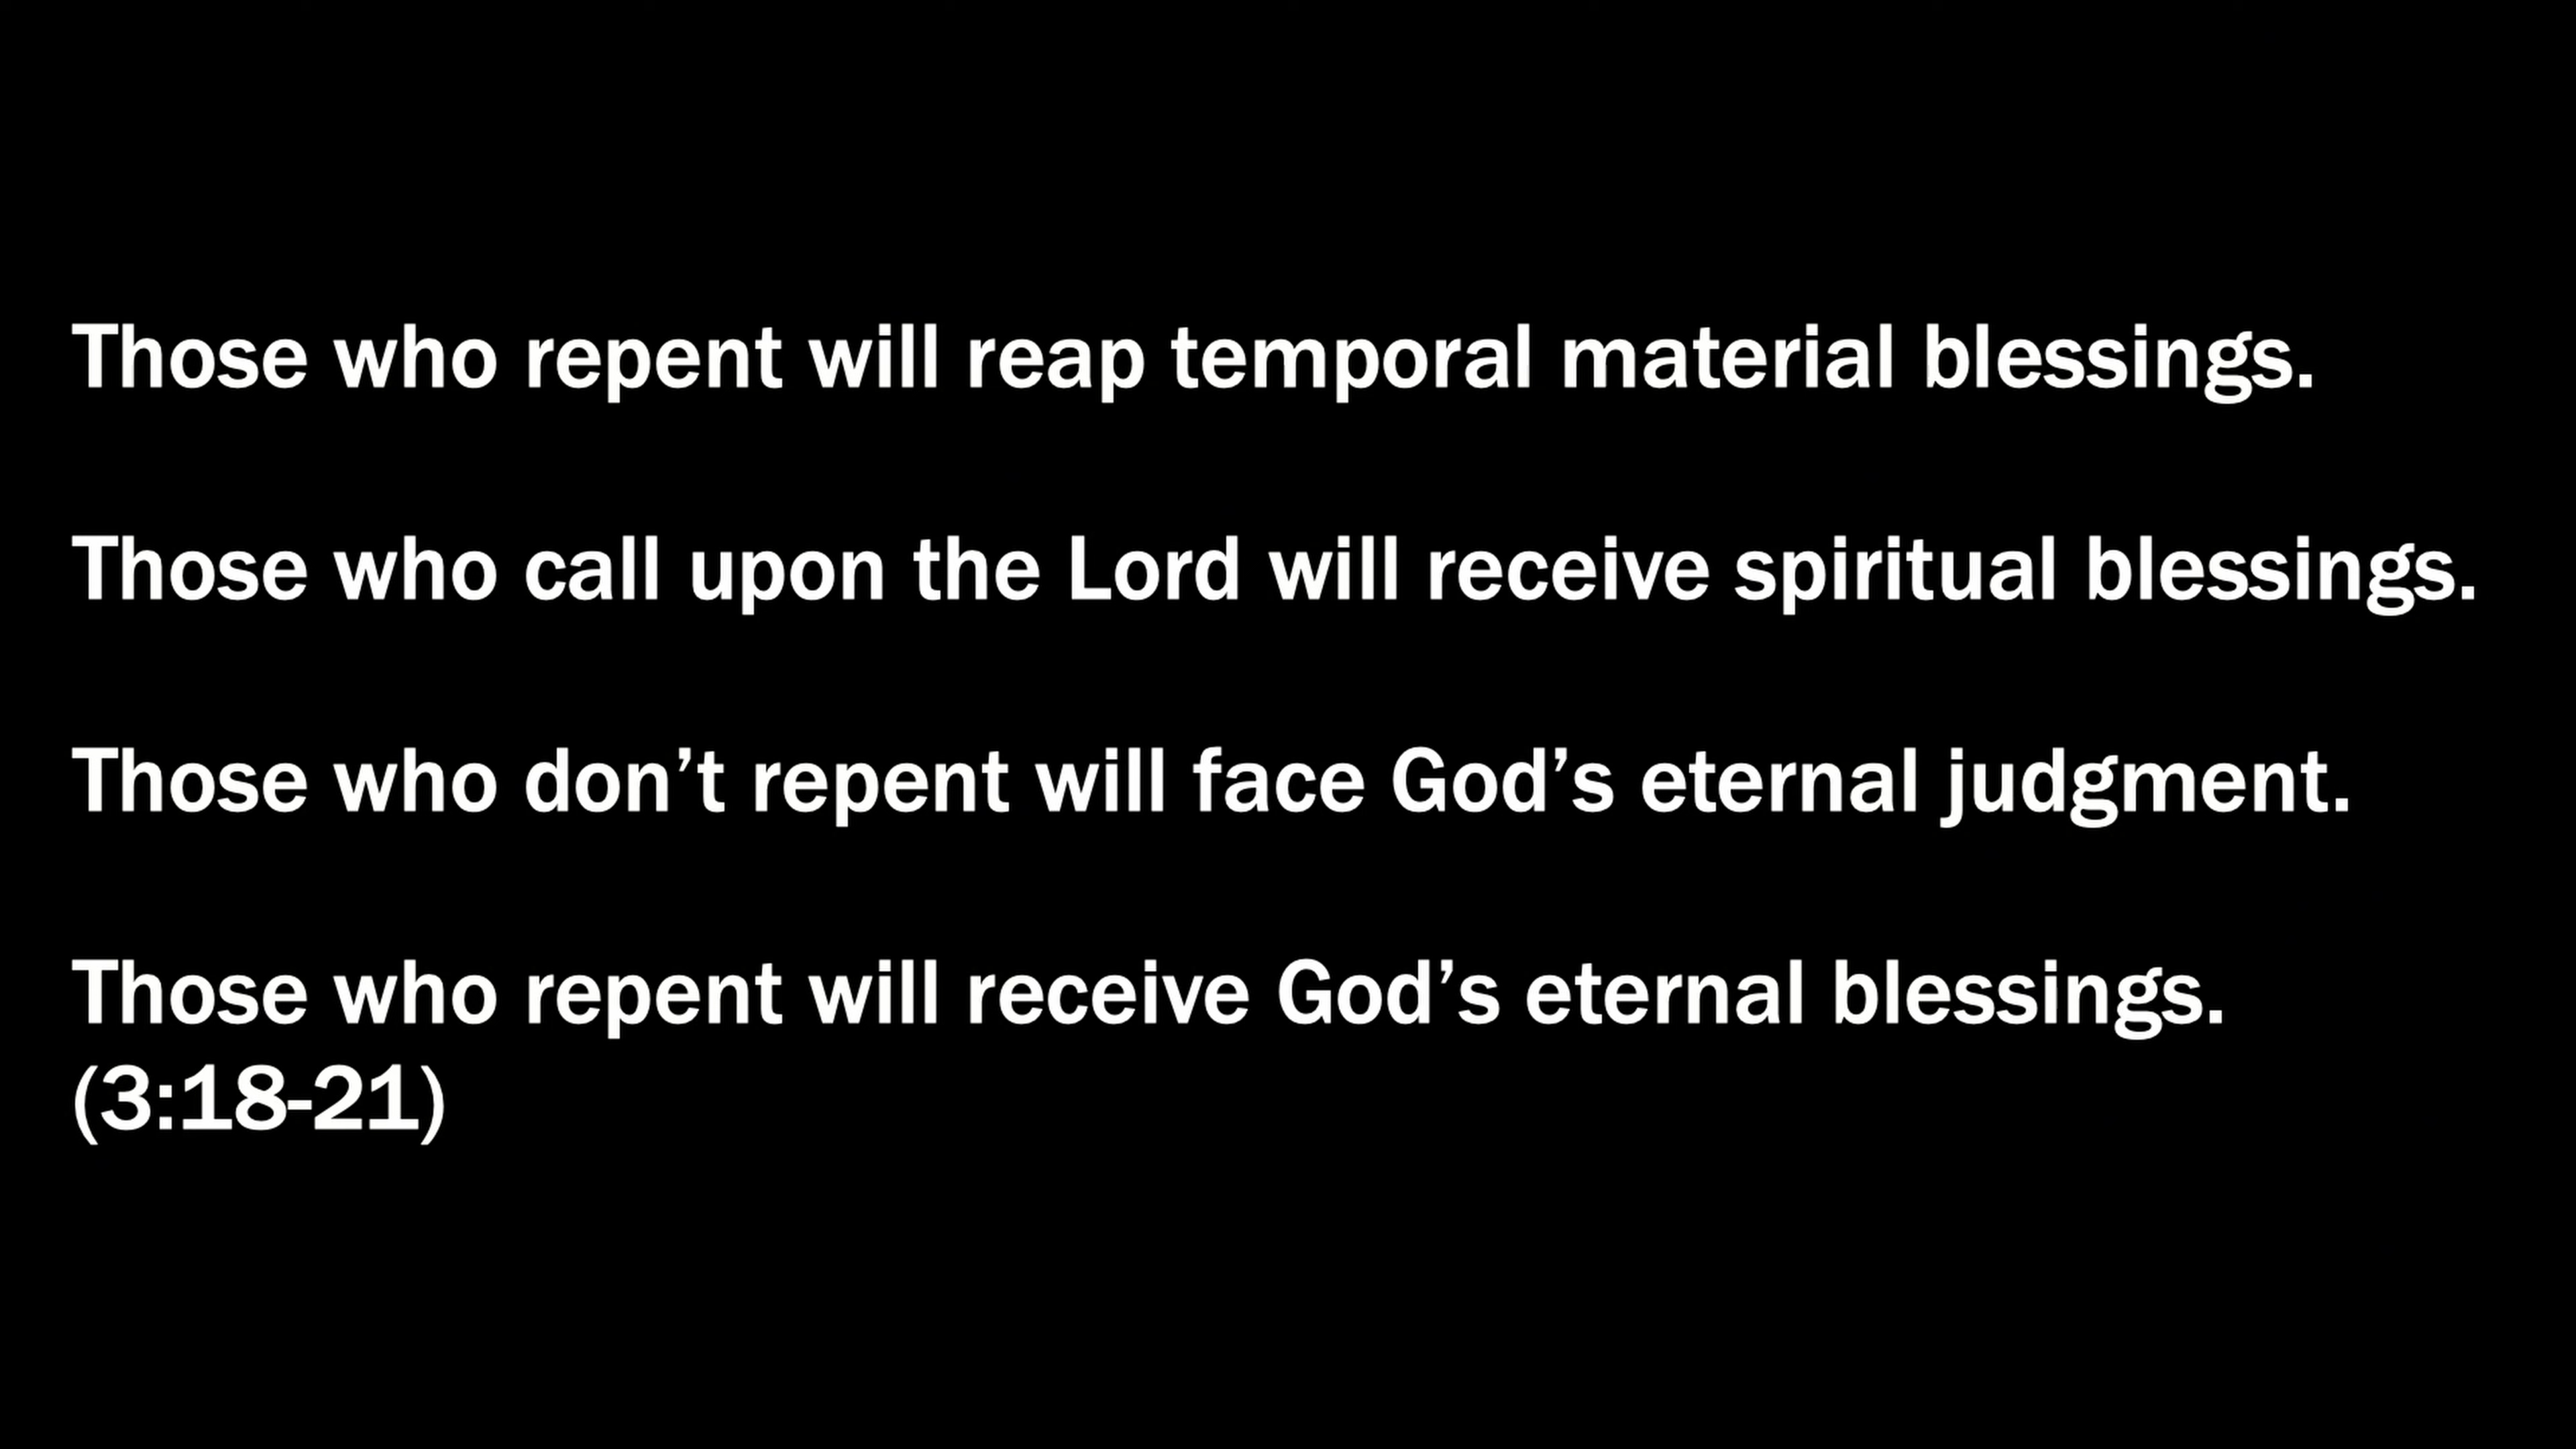 Those who repent will reap temporal material blessings.
Those who call upon the Lord will receive spiritual blessings.
Those who don’t repent will face God’s eternal judgment.
Those who repent will receive God’s eternal blessings.
(3:18-21)